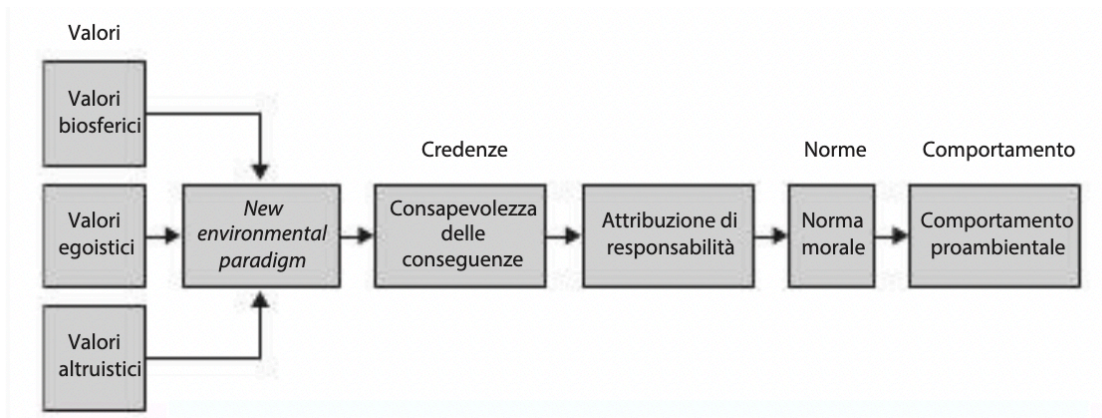 Valori
Valori
biosferici
Credenze
Norme
Comportamento
Valori
egoistici
New
environmental
paradigm
Consapevolezza
delle
conseguenze
Attribuzione di
responsabilità
Norma
morale
Comportamento
proambientale
Valori
altruistici